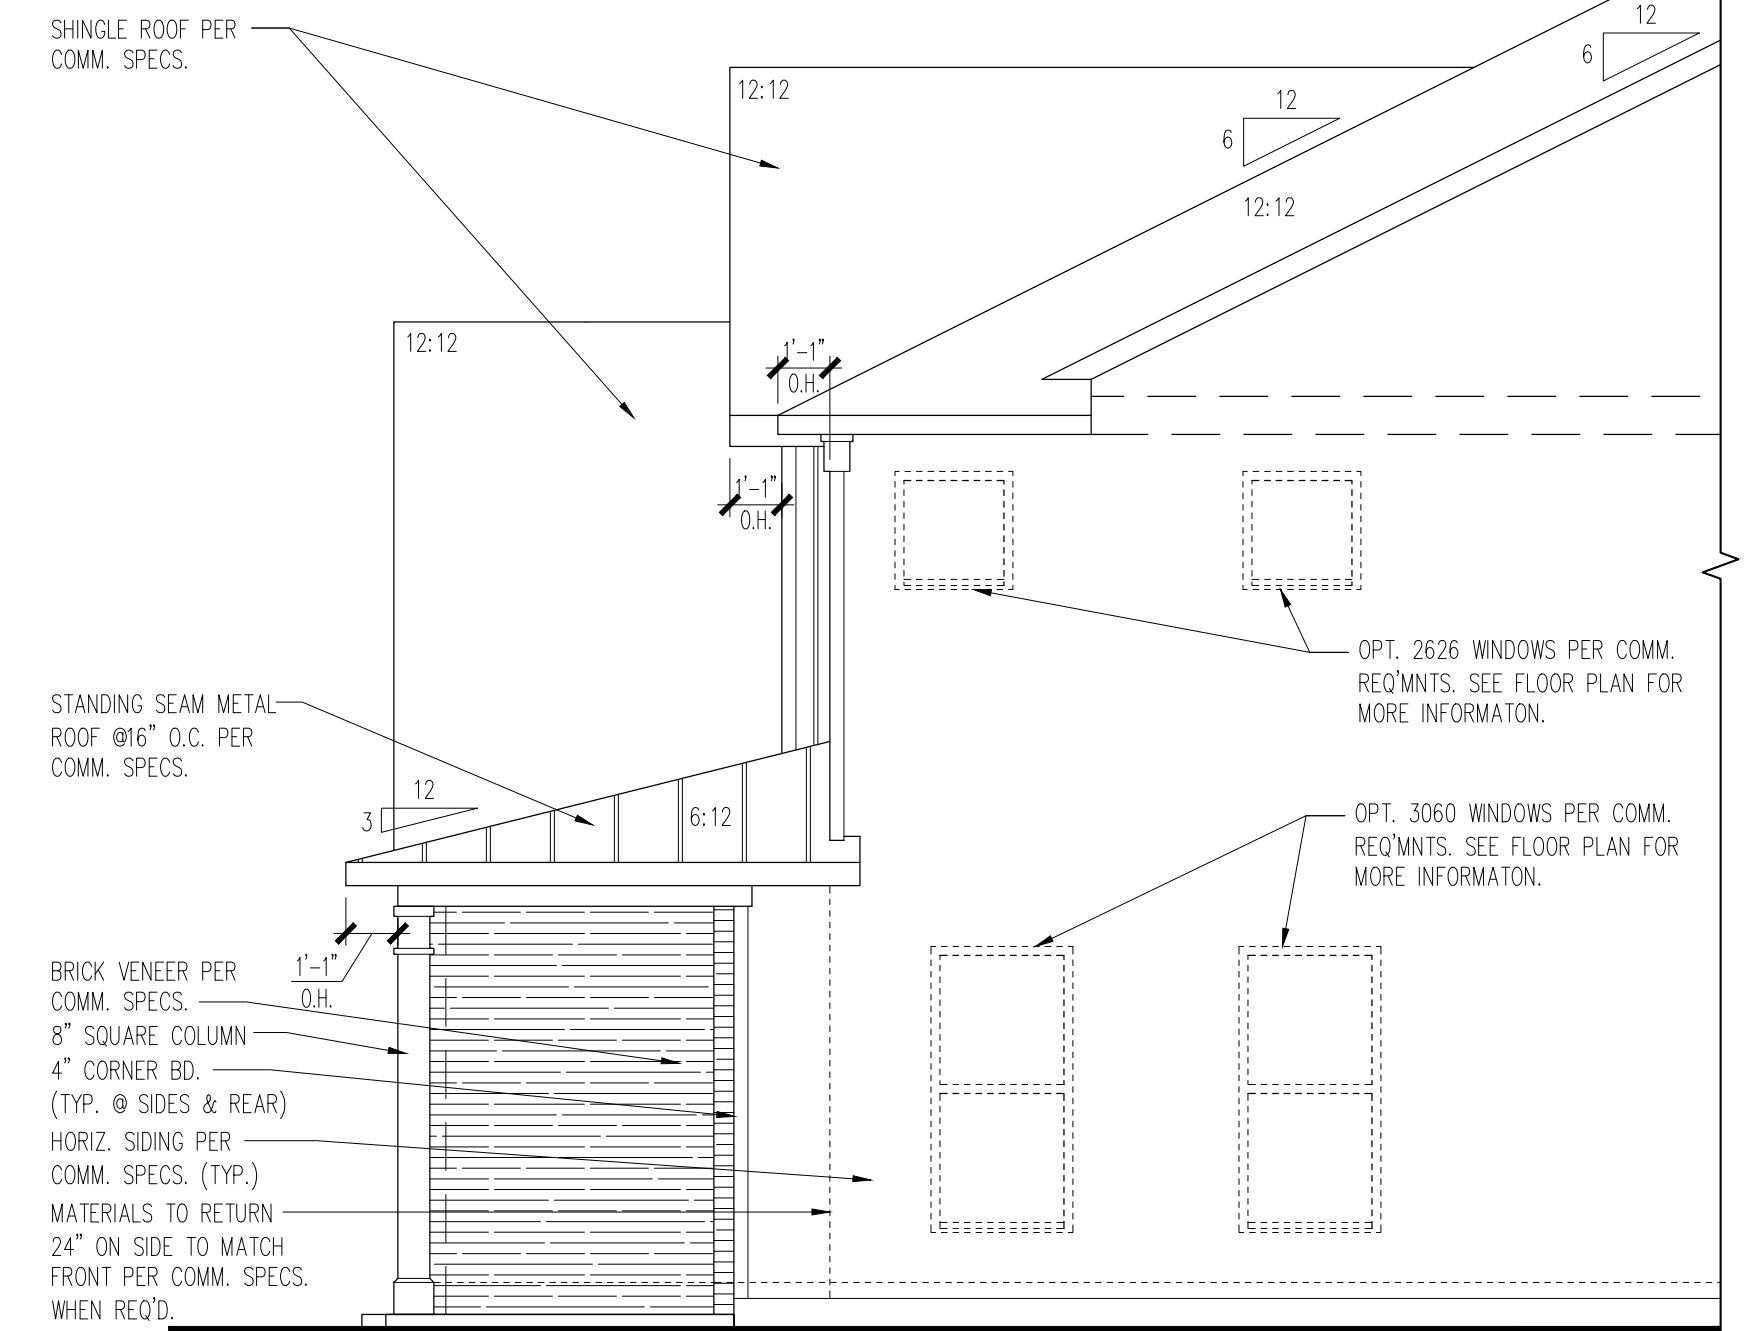 SHINGLE ROOF PER
COMM. SPECS.
12
6
12:12
12
6
12:12
12:12
1'-1"
O.H.
1'-1"
O.H.
OPT. 2626 WINDOWS PER COMM.
REQ'MNTS. SEE FLOOR PLAN FOR
MORE INFORMATON.
STANDING SEAM METAL
ROOF @16" O.C. PER
COMM. SPECS.
12
3
6:12
OPT. 3060 WINDOWS PER COMM.
REQ'MNTS. SEE FLOOR PLAN FOR
MORE INFORMATON.
1'-1"
O.H.
BRICK VENEER PER
COMM. SPECS.
8" SQUARE COLUMN
4" CORNER BD.
(TYP. @ SIDES & REAR)
HORIZ. SIDING PER
COMM. SPECS. (TYP.)
MATERIALS TO RETURN
24" ON SIDE TO MATCH
FRONT PER COMM. SPECS.
WHEN REQ'D.